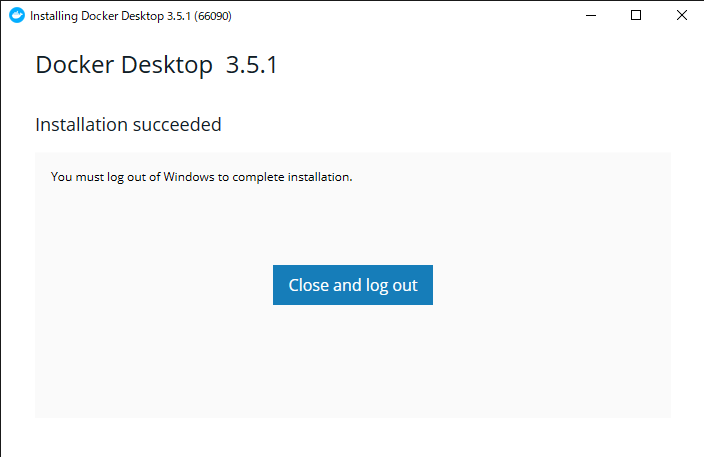 Installing Docker Desktop 3.5.1 (66090)
Docker Desktop 3.5.1
Installation succeeded
You must log out of Windows to complete installation.
Close and log out